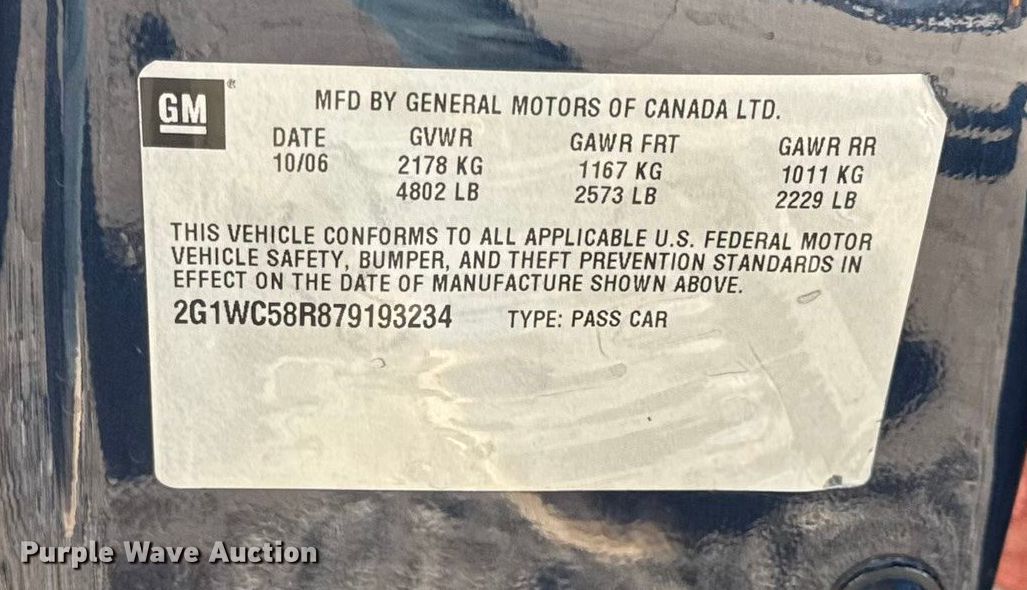 GM®
MFD BY GENERAL MOTORS OF CANADA LTD.
DATE GVWR GAWR FRT GAWR RR
10/06 2178 KG 1167 KG 1011 KG
4802 LB 2573 LB 2229 LB
THIS VEHICLE CONFORMS TO ALL APPLICABLE U.S. FEDERAL MOTOR
VEHICLE SAFETY, BUMPER, AND THEFT PREVENTION STANDARDS IN
EFFECT ON THE DATE OF MANUFACTURE SHOWN ABOVE.
2G1WC58R879193234 TYPE: PASS CAR
Purple Wave Auction